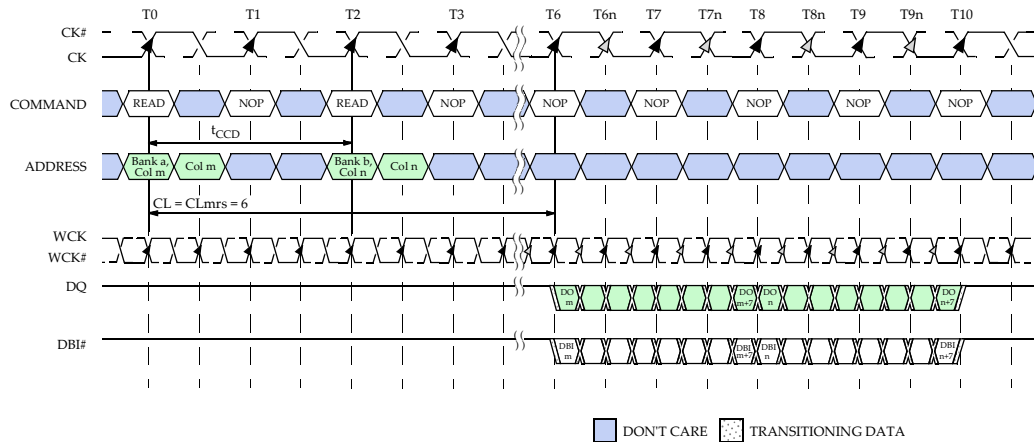 T0 T1 T2 T3 T6 T6n T7 T7n T8 T8n T9 T9n T10
CK#
CK
COMMAND READ NOP READ NOP NOP NOP NOP NOP NOP
tCCD
ADDRESS Bank a, Col m Col m Bank b, Col n Col n
CL = CLmrs = 6
WCK
WCK#
DQ DO m DO m+7 DO n DO n+7
DBI# DBI m DBI m+7 DBI n DBI n+7
DON'T CARE TRANSITIONING DATA